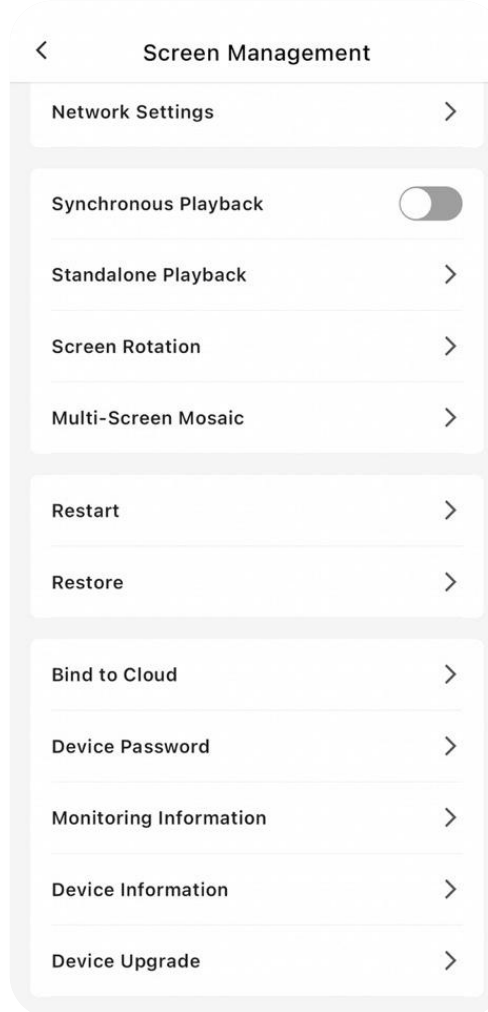 Screen Management
Network Settings
Synchronous Playback
Standalone Playback
Screen Rotation
Multi-Screen Mosaic
Restart
Restore
Bind to Cloud
Device Password
Monitoring Information
Device Information
Device Upgrade